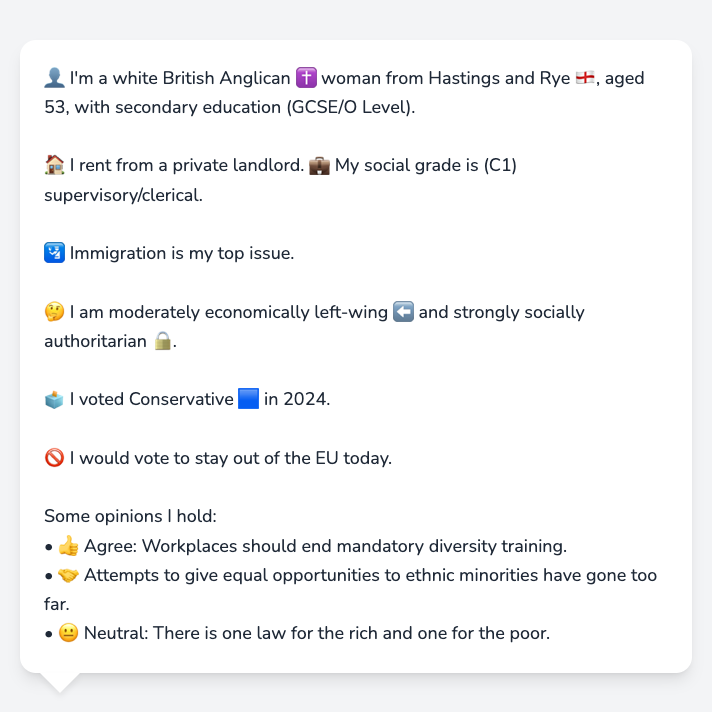 👤 I'm a white British Anglican ✝️ woman from Hastings and Rye 🏴󠁧󠁢󠁥󠁮󠁧󠁿, aged
53, with secondary education (GCSE/O Level).
🏠 I rent from a private landlord. 💼 My social grade is (C1)
supervisory/clerical.
🛂 Immigration is my top issue.
🤔 I am moderately economically left-wing ⬅️ and strongly socially
authoritarian 🔒.
🗳️ I voted Conservative 🟦 in 2024.
🚫 I would vote to stay out of the EU today.
Some opinions I hold:
• 👍 Agree: Workplaces should end mandatory diversity training.
• 🤝 Attempts to give equal opportunities to ethnic minorities have gone too
far.
• 😐 Neutral: There is one law for the rich and one for the poor.